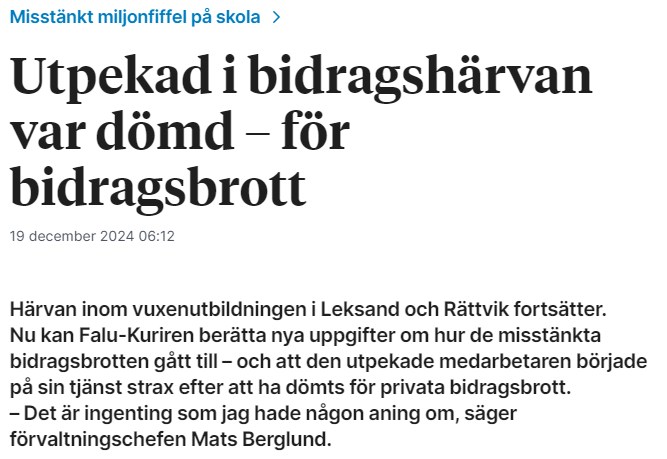 Misstänkt miljonfiffel på skola
Utpekad i bidragshärvan
var dömd – för
bidragsbrott
19 december 2024 06:12
Härvan inom vuxenutbildningen i Leksand och Rättvik fortsätter.
Nu kan Falu-Kuriren berätta nya uppgifter om hur de misstänkta
bidragsbrotten gått till – och att den utpekade medarbetaren började
på sin tjänst strax efter att ha dömts för privata bidragsbrott.
– Det är ingenting som jag hade någon aning om, säger
förvaltningschefen Mats Berglund.